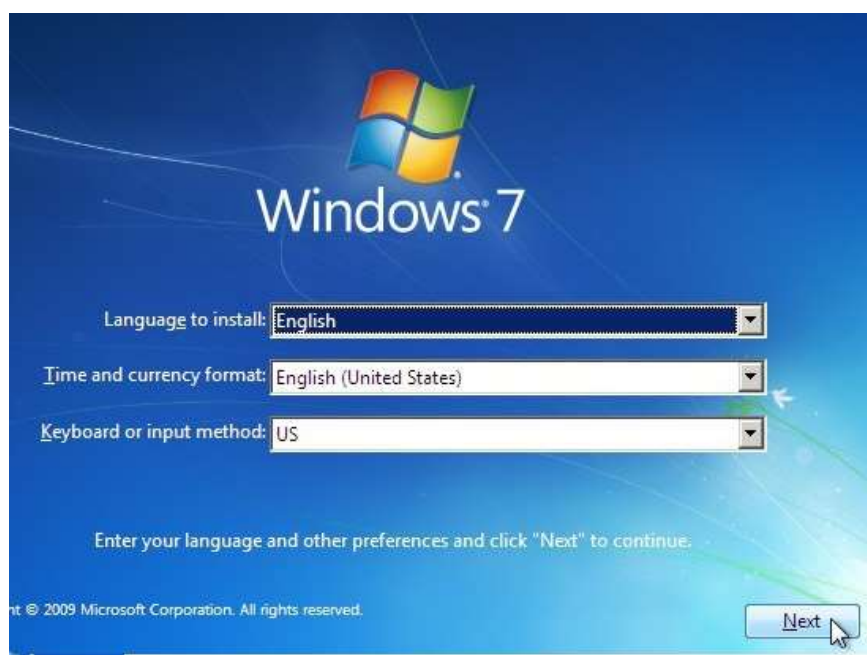 Windows® 7
Language to install: English
Time and currency format: English (United States)
Keyboard or input method: US
Enter your language and other preferences and click "Next" to continue.
© 2009 Microsoft Corporation. All rights reserved.
Next